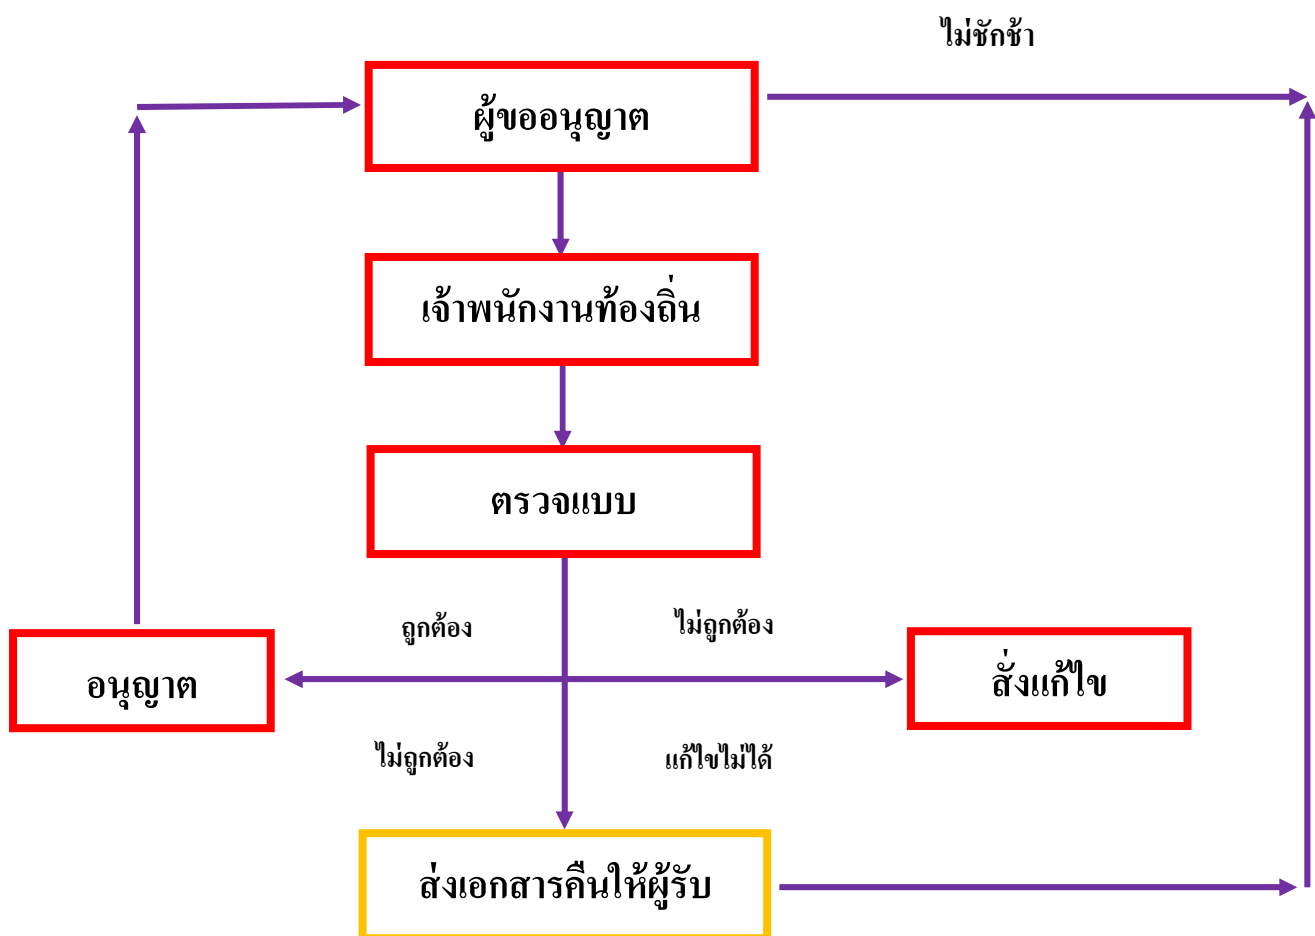 ไม่ชักช้า
ผู้ขออนุญาต
เจ้าพนักงานท้องถิ่น
ตรวจแบบ
ถูกต้อง
ไม่ถูกต้อง
อนุญาต
สั่งแก้ไข
ไม่ถูกต้อง
แก้ไขไม่ได้
ส่งเอกสารคืนให้ผู้รับ